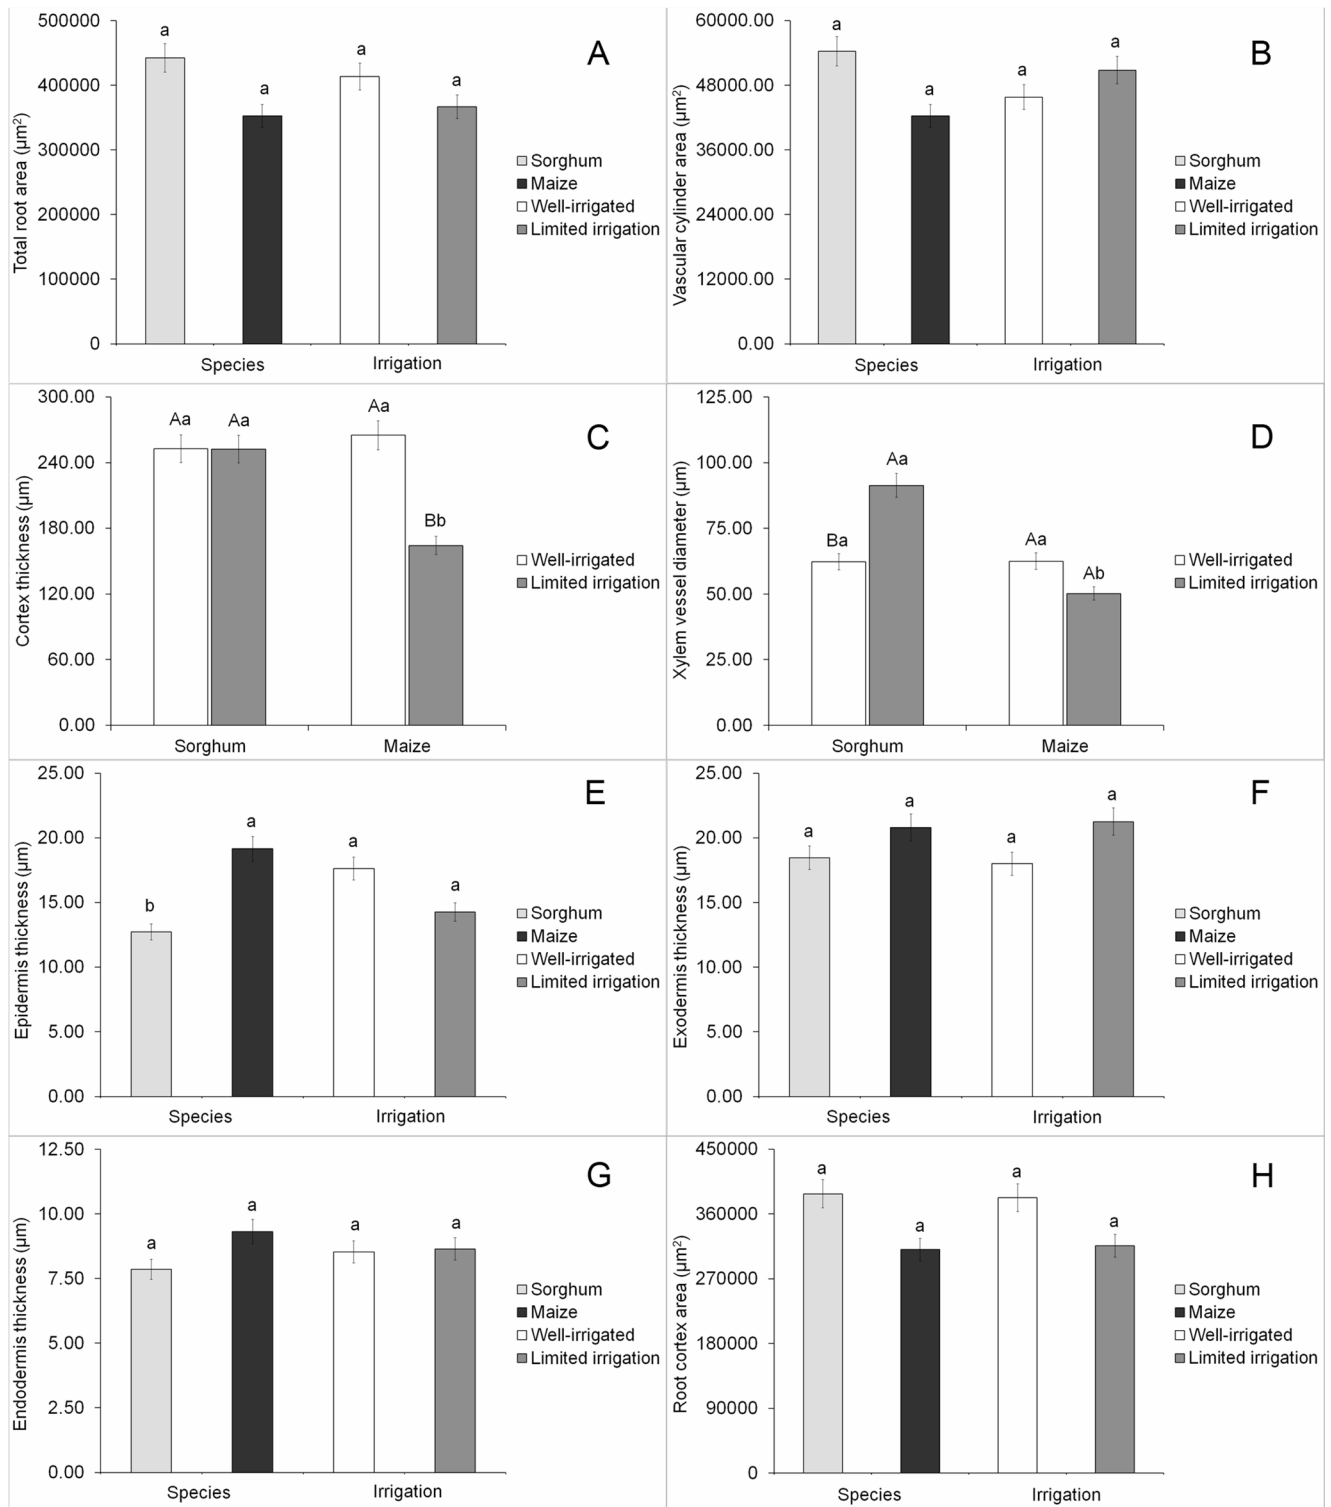 A
Total root area (µm²)
500000
400000
300000
200000
100000
0
a
a
a
a
Species
Irrigation
Sorghum
Maize
Well-irrigated
Limited irrigation
B
Vascular cylinder area (µm²)
60000.00
48000.00
36000.00
24000.00
12000.00
0.00
a
a
a
a
Species
Irrigation
Sorghum
Maize
Well-irrigated
Limited irrigation
C
Cortex thickness (µm)
300.00
240.00
180.00
120.00
60.00
0.00
Aa
Aa
Aa
Bb
Sorghum
Maize
Well-irrigated
Limited irrigation
D
Xylem vessel diameter (µm)
125.00
100.00
75.00
50.00
25.00
0.00
Ba
Aa
Aa
Ab
Sorghum
Maize
Well-irrigated
Limited irrigation
E
Epidermis thickness (µm)
25.00
20.00
15.00
10.00
5.00
0.00
b
a
a
a
Species
Irrigation
Sorghum
Maize
Well-irrigated
Limited irrigation
F
Exodermis thickness (µm)
25.00
20.00
15.00
10.00
5.00
0.00
a
a
a
a
Species
Irrigation
Sorghum
Maize
Well-irrigated
Limited irrigation
G
Endodermis thickness (µm)
12.50
10.00
7.50
5.00
2.50
0.00
a
a
a
a
Species
Irrigation
Sorghum
Maize
Well-irrigated
Limited irrigation
H
Root cortex area (µm²)
450000
360000
270000
180000
90000
0
a
a
a
a
Species
Irrigation
Sorghum
Maize
Well-irrigated
Limited irrigation